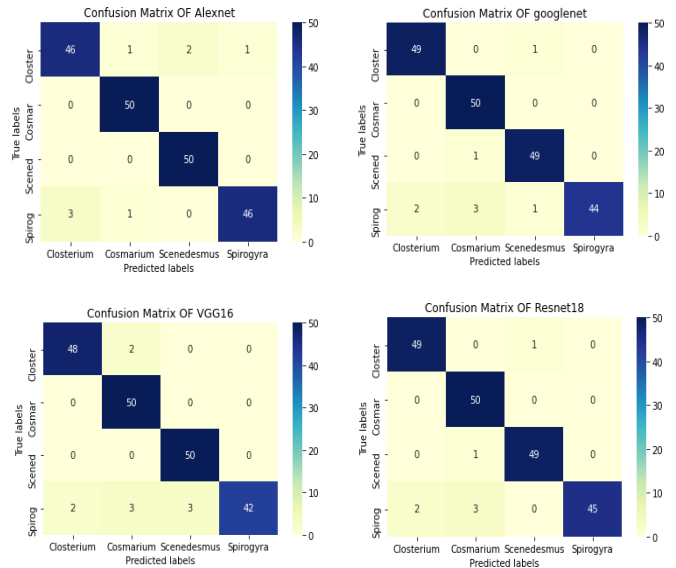 Confusion Matrix OF Alexnet
50
40
30
20
10
0
True labels
Closter
Cosmar
Scened
Spirog
46 1 2 1
0 50 0 0
0 0 50 0
3 1 0 46
Closterium Cosmarium Scenedesmus Spirogyra
Predicted labels
Confusion Matrix OF googlenet
50
40
30
20
10
0
True labels
Closter
Cosmar
Scened
Spirog
49 0 1 0
0 50 0 0
0 1 49 0
2 3 1 44
Closterium Cosmarium Scenedesmus Spirogyra
Predicted labels
Confusion Matrix OF VGG16
50
40
30
20
10
0
True labels
Closter
Cosmar
Scened
Spirog
48 2 0 0
0 50 0 0
0 0 50 0
2 3 3 42
Closterium Cosmarium Scenedesmus Spirogyra
Predicted labels
Confusion Matrix OF Resnet18
50
40
30
20
10
0
True labels
Closter
Cosmar
Scened
Spirog
49 0 1 0
0 50 0 0
0 1 49 0
2 3 0 45
Closterium Cosmarium Scenedesmus Spirogyra
Predicted labels